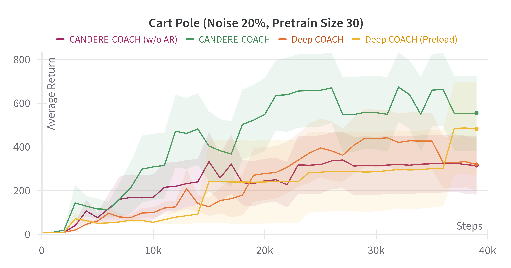 Cart Pole (Noise 20%, Pretrain Size 30)
CANDERE COACH (w/o AR) CANDERE COACH Deep COACH Deep COACH (Preload)
Average Return
800
600
400
200
0
Steps
0 10k 20k 30k 40k